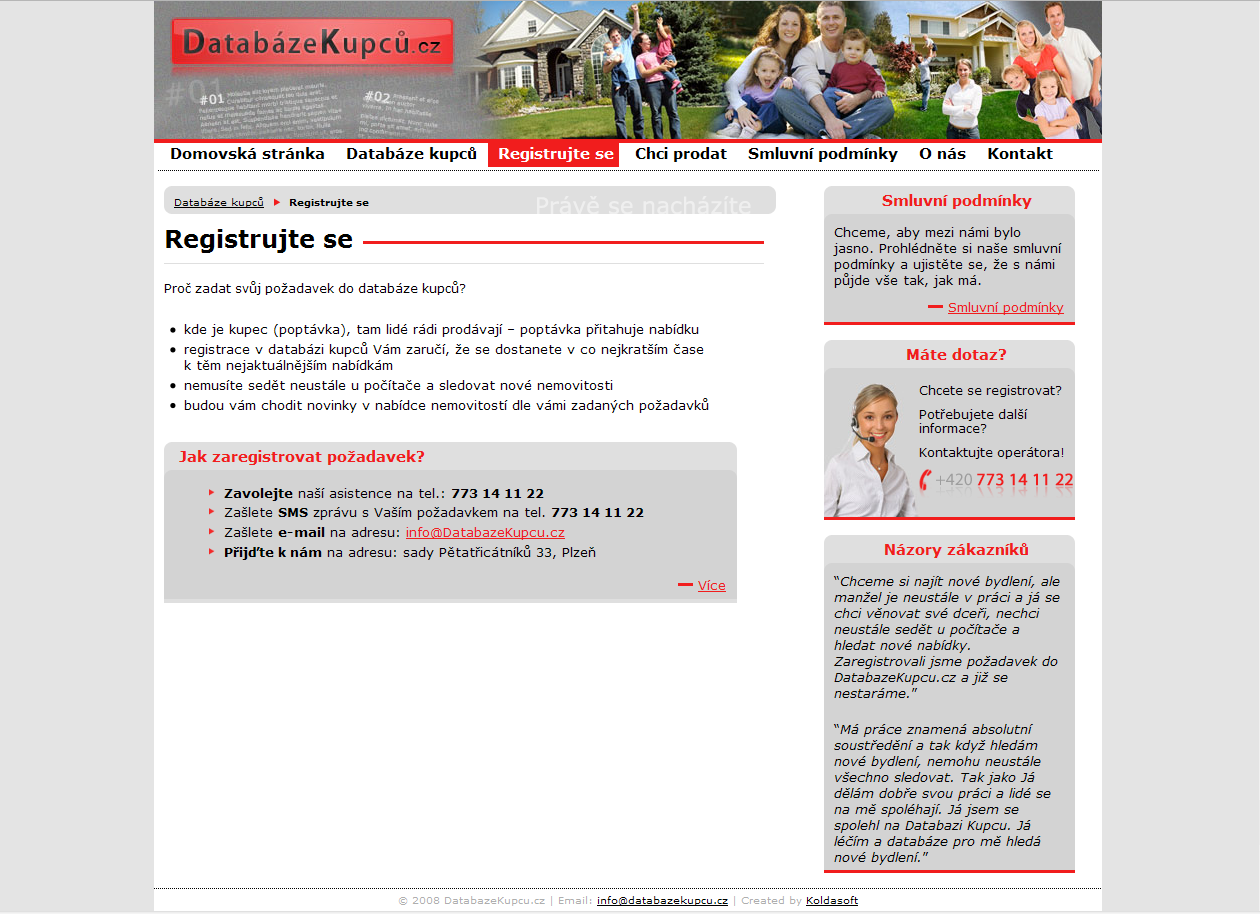 DatabázeKupců.cz
#01
#02
Domovská stránka Databáze kupců Registrujte se Chci prodat Smluvní podmínky O nás Kontakt
Databáze kupců Registrujte se
Právě se nacházíte
Registrujte se
Proč zadat svůj požadavek do databáze kupců?
kde je kupec (poptávka), tam lidé rádi prodávají – poptávka přitahuje nabídku
registrace v databázi kupců Vám zaručí, že se dostanete v co nejkratším čase
k těm nejaktuálnějším nabídkám
nemusíte sedět neustále u počítače a sledovat nové nemovitosti
budou vám chodit novinky v nabídce nemovitostí dle vámi zadaných požadavků
Jak zaregistrovat požadavek?
Zavolejte naší asistence na tel.: 773 14 11 22
Zašlete SMS zprávu s Vaším požadavkem na tel. 773 14 11 22
Zašlete e-mail na adresu: info@DatabazeKupcu.cz
Přijďte k nám na adresu: sady Pětatřicátníků 33, Plzeň
Více
Smluvní podmínky
Chceme, aby mezi námi bylo
jasno. Prohlédněte si naše smluvní
podmínky a ujistěte se, že s námi
půjde vše tak, jak má.
Smluvní podmínky
Máte dotaz?
Chcete se registrovat?
Potřebujete další
informace?
Kontaktujte operátora!
+420 773 14 11 22
Názory zákazníků
“Chceme si najít nové bydlení, ale
manžel je neustále v práci a já se
chci věnovat své dceři, nechci
neustále sedět u počítače a
hledat nové nabídky.
Zaregistrovali jsme požadavek do
DatabazeKupcu.cz a již se
nestaráme.”
“Má práce znamená absolutní
soustředění a tak když hledám
nové bydlení, nemohu neustále
všechno sledovat. Tak jako Já
dělám dobře svou práci a lidé se
na mě spoléhají. Já jsem se
spolehl na Databazi Kupcu. Já
léčím a databáze pro mě hledá
nové bydlení.”
© 2008 DatabazeKupcu.cz | Email: info@databazekupcu.cz | Created by Koldasoft